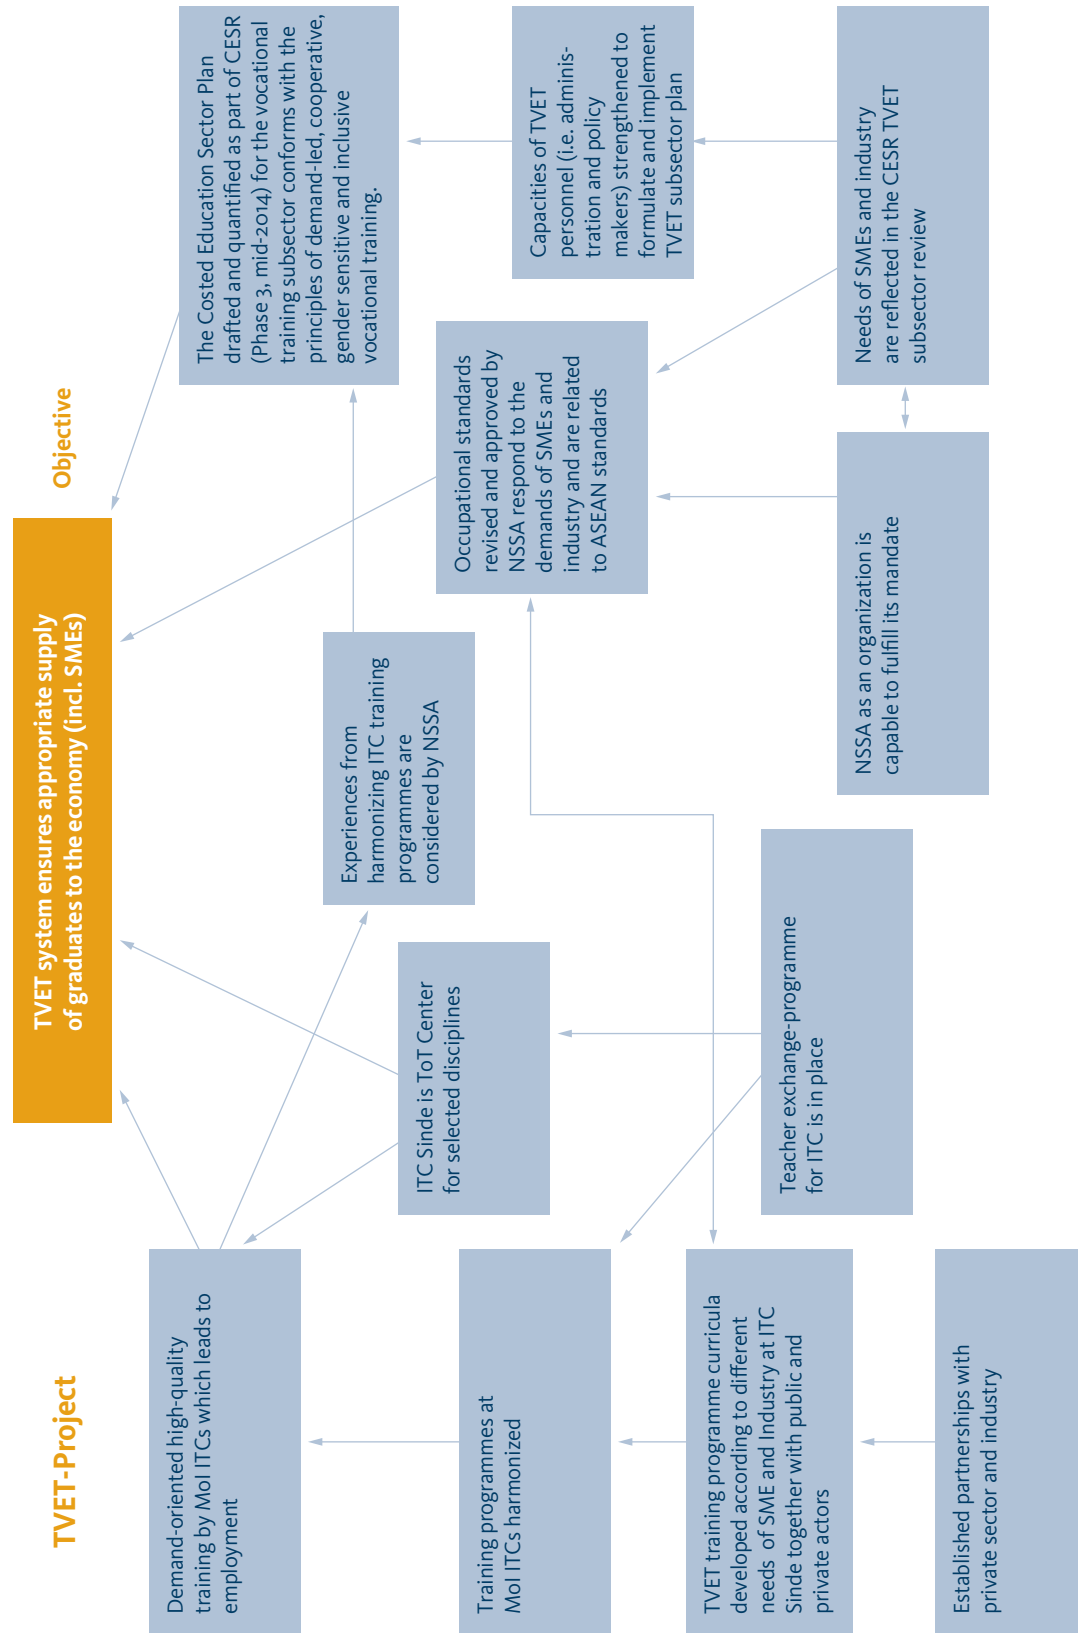 TVET-Project
Objective
TVET system ensures appropriate supply
of graduates to the economy (incl. SMEs)
Demand-oriented high-quality
training by MoI ITCs which leads to
employment
Training programmes at
MoI ITCs harmonized
TVET training programme curricula
developed according to different
needs of SME and Industry at ITC
Sinde together with public and
private actors
Established partnerships with
private sector and industry
ITC Sinde is ToT Center
for selected disciplines
Teacher exchange-programme
for ITC is in place
Experiences from
harmonizing ITC training
programmes are
considered by NSSA
Occupational standards
revised and approved by
NSSA respond to the
demands of SMEs and
industry and are related
to ASEAN standards
NSSA as an organization is
capable to fulfill its mandate
The Costed Education Sector Plan
drafted and quantified as part of CESR
(Phase 3, mid-2014) for the vocational
training subsector conforms with the
principles of demand-led, cooperative,
gender sensitive and inclusive
vocational training.
Capacities of TVET
personnel (i.e. adminis-
tration and policy
makers) strengthened to
formulate and implement
TVET subsector plan
Needs of SMEs and industry
are reflected in the CESR TVET
subsector review